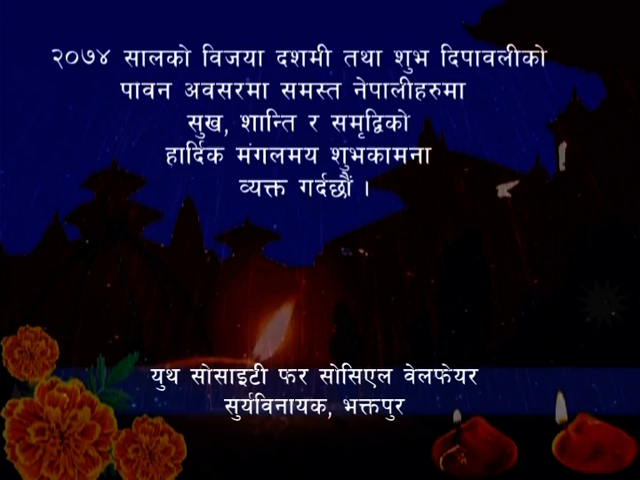 २०७४ सालको विजया दशमी तथा शुभ दिपावलीको
पावन अवसरमा समस्त नेपालीहरुमा
सुख, शान्ति र समृद्विको
हार्दिक मंगलमय शुभकामना
व्यक्त गर्दछौं ।
युथ सोसाइटी फर सोसिएल वेलफेयर
सुर्यविनायक, भक्तपुर